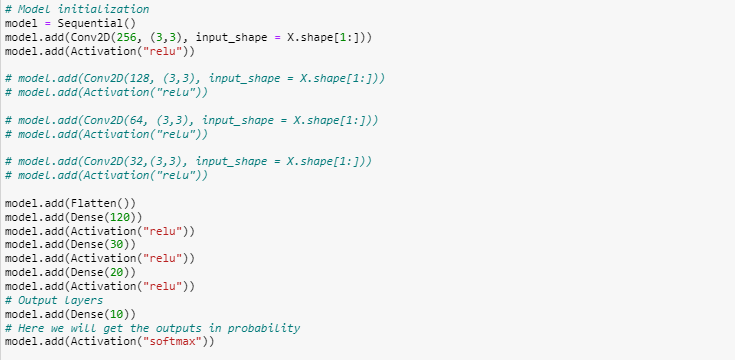 # Model initialization
model = Sequential()
model.add(Conv2D(256, (3,3), input_shape = X.shape[1:]))
model.add(Activation("relu"))
# model.add(Conv2D(128, (3,3), input_shape = X.shape[1:]))
# model.add(Activation("relu"))
# model.add(Conv2D(64, (3,3), input_shape = X.shape[1:]))
# model.add(Activation("relu"))
# model.add(Conv2D(32,(3,3), input_shape = X.shape[1:]))
# model.add(Activation("relu"))
model.add(Flatten())
model.add(Dense(120))
model.add(Activation("relu"))
model.add(Dense(30))
model.add(Activation("relu"))
model.add(Dense(20))
model.add(Activation("relu"))
# Output layers
model.add(Dense(10))
# Here we will get the outputs in probability
model.add(Activation("softmax"))